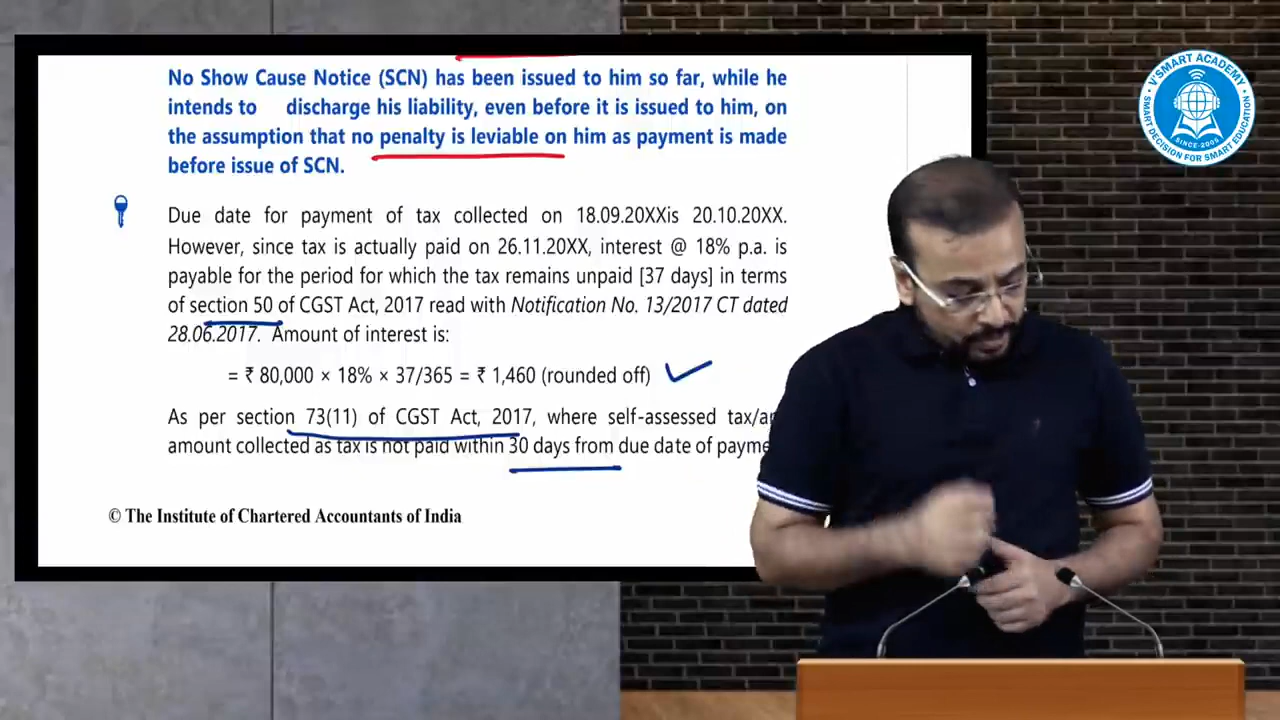 No Show Cause Notice (SCN) has been issued to him so far, while he
intends to discharge his liability, even before it is issued to him, on
the assumption that no penalty is leviable on him as payment is made
before issue of SCN.
Due date for payment of tax collected on 18.09.20XXis 20.10.20XX.
However, since tax is actually paid on 26.11.20XX, interest @ 18% p.a. is
payable for the period for which the tax remains unpaid [37 days] in terms
of section 50 of CGST Act, 2017 read with Notification No. 13/2017 CT dated
28.06.2017. Amount of interest is:
= ₹ 80,000 × 18% × 37/365 = ₹ 1,460 (rounded off)
As per section 73(11) of CGST Act, 2017, where self-assessed
amount collected as tax is not paid within 30 days from due date of
© The Institute of Chartered Accountants of India
V'SMART ACADEMY
SINCE-2005
SMART DECISION FOR SMART EDUCATION